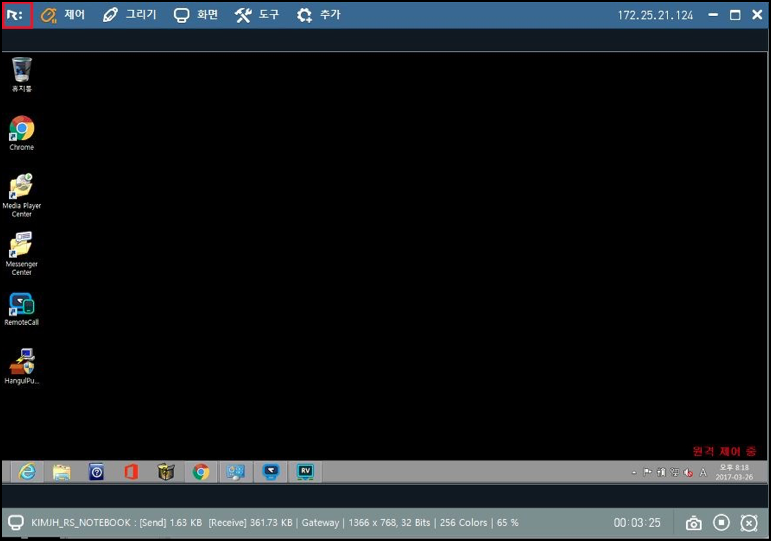 R:
제어
그리기
화면
도구
추가
172.25.21.124
휴지통
Chrome
Media Player
Center
Messenger
Center
RemoteCall
HangulPu...
원격 제어 중
RV
A
오후 8:18
2017-03-26
KIMJH_RS_NOTEBOOK : [Send] 1.63 KB [Receive] 361.73 KB | Gateway | 1366 x 768, 32 Bits | 256 Colors | 65 %
00:03:25